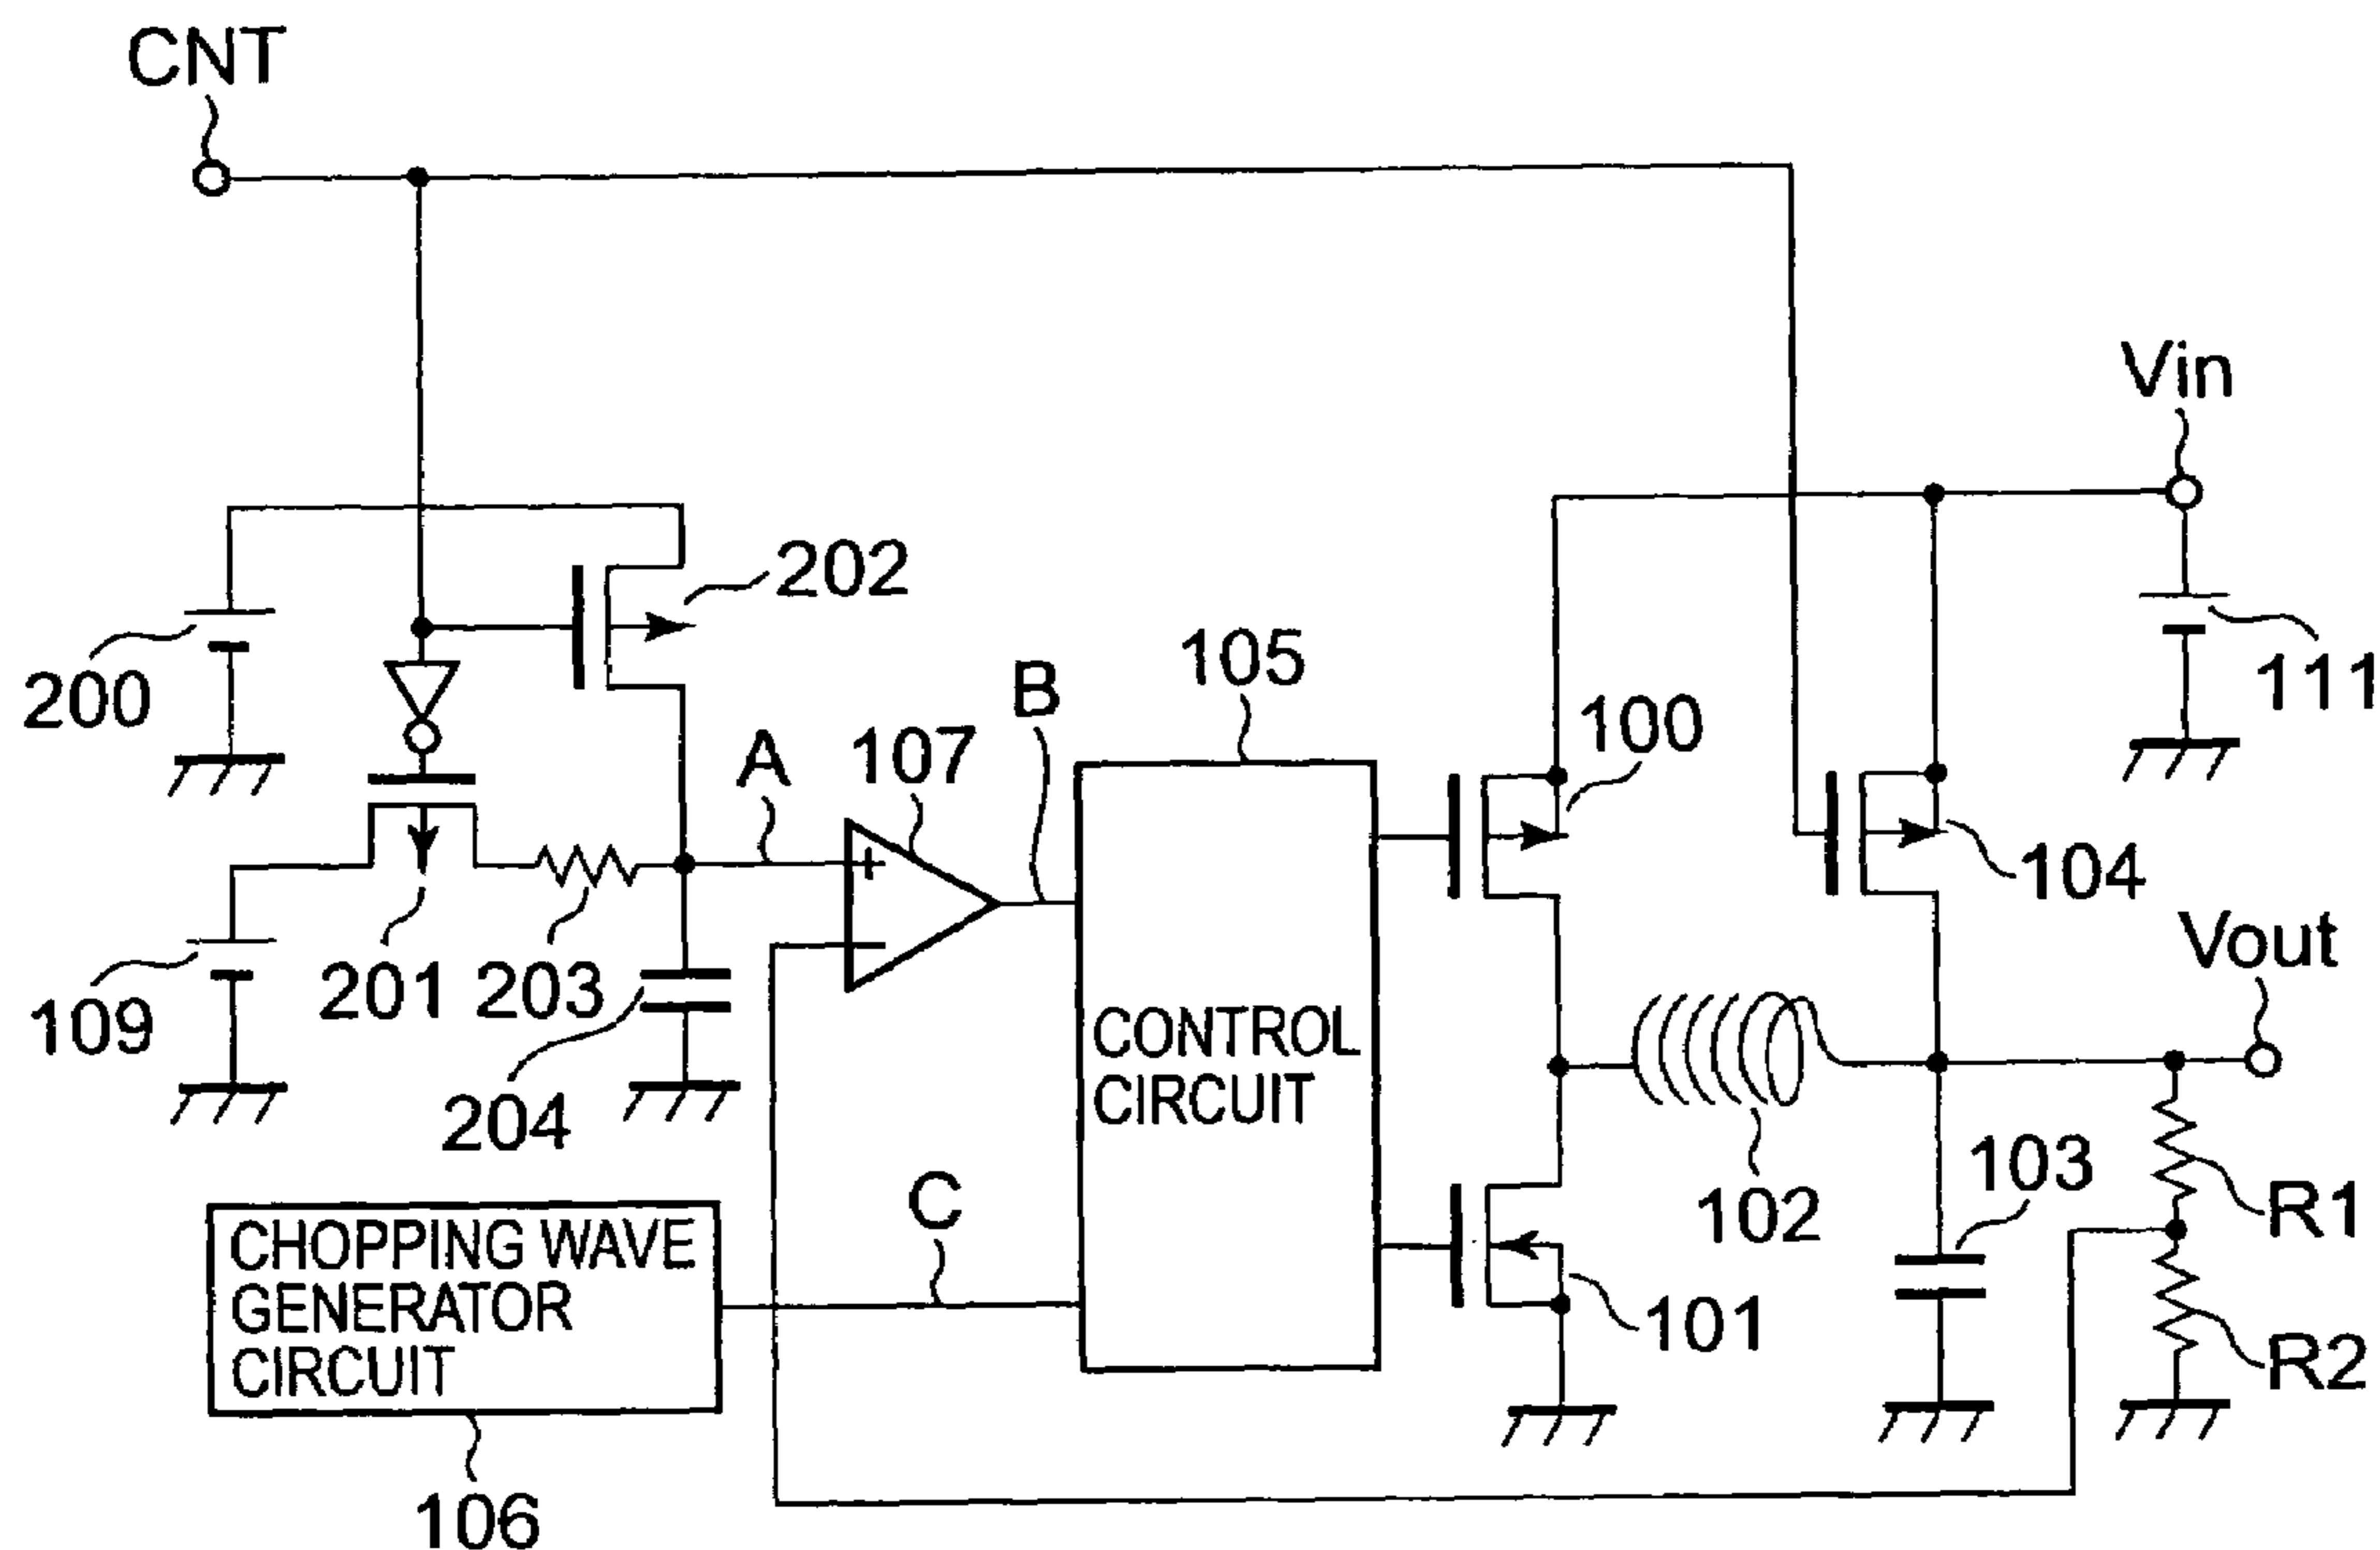 CNT
Vin
202
200
105
111
B
100
A
107
104
Vout
201
203
109
CONTROL
CIRCUIT
204
103
C
102
R1
CHOPPING WAVE
GENERATOR
CIRCUIT
101
R2
106
+
−